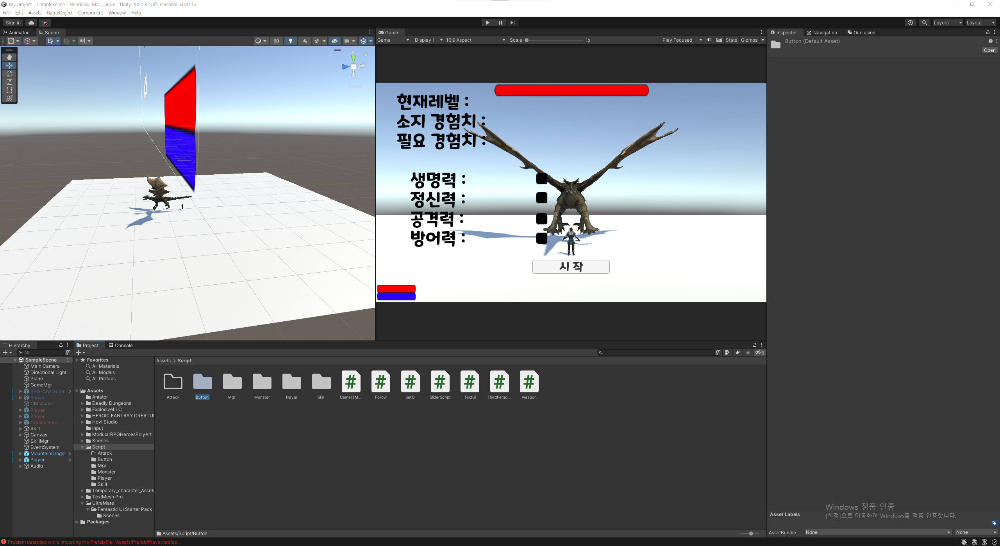 My project - SampleScene - Windows, Mac, Linux - Unity 2021.3.16f1 Personal <DX11>
File Edit Assets GameObject Component Window Help
Sign in
Layers
Layout
Animator
Scene
2D
y
z
Persp
Game
Game
Display 1
16:9 Aspect
Scale
1x
Play Focused
Stats
Gizmos
현재레벨 :
소지 경험치 :
필요 경험치 :
생명력 :
정신력 :
공격력 :
방어력 :
시 작
Inspector
Navigation
Occlusion
Button (Default Asset)
Open
Hierarchy
All
SampleScene
Main Camera
Directional Light
Plane
GameMgr
RPG-Character
Player
CM vcam1
Player
Player
Cactus Boss
Skill
Canvas
SkillMgr
EventSystem
MountainDragor
Player
Audio
Project
Console
6
Favorites
All Materials
All Models
All Prefabs
Assets
Aniator
Deadly Dungeons
ExplosiveLLC
HEROIC FANTASY CREATU
Hovl Studio
Input
ModularRPGHeroesPolyArt
Scenes
Script
Attack
Button
Mgr
Monster
Player
Skill
Temporary_character_Assets
TextMesh Pro
UltraMare
Fantastic UI Starter Pack
Scenes
Packages
Assets > Script
Attack
Button
Mgr
Monster
Player
Skill
CameraM...
Follow
SetUI
SliderScript
TextUi
ThirdPerso...
weapon
Assets/Script/Button
Windows 정품 인증
[설정]으로 이동하여 Windows를 정품 인증합니다.
Asset Labels
AssetBundle
None
None
Problem detected while importing the Prefab file: 'Assets/Prefab/Player.prefab'.